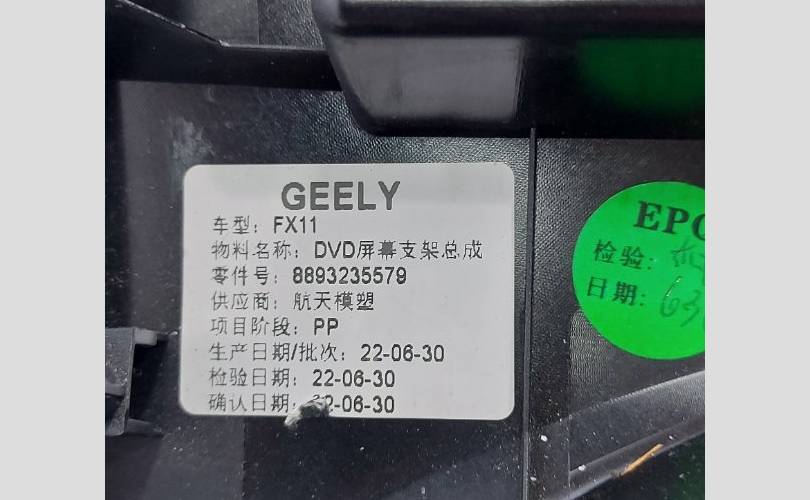 GEELY
车型：FX11
物料名称：DVD屏幕支架总成
零件号：8893235579
供应商：航天模塑
项目阶段：PP
生产日期/批次：22-06-30
检验日期：22-06-30
确认日期：22-06-30
检验：
日期：